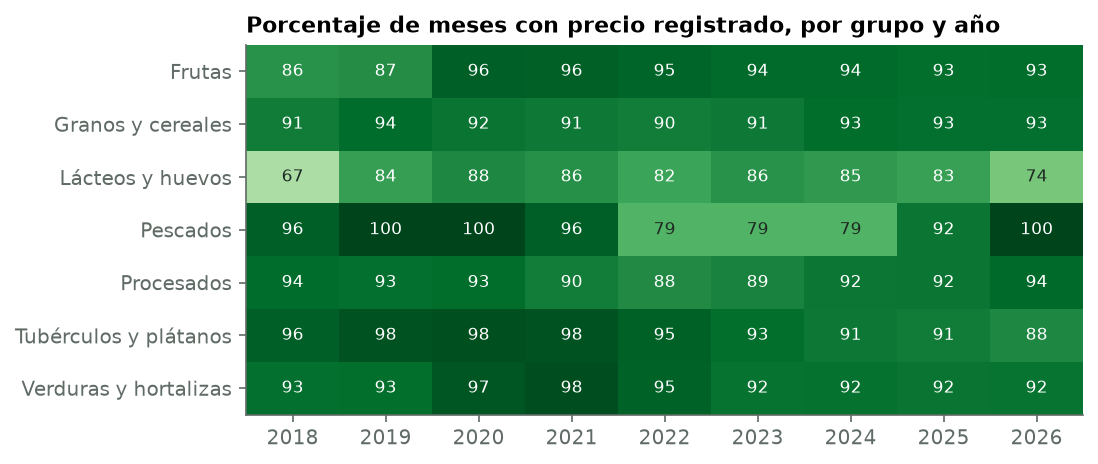 Porcentaje de meses con precio registrado, por grupo y año
Frutas 86 87 96 96 95 94 94 93 93
Granos y cereales 91 94 92 91 90 91 93 93 93
Lácteos y huevos 67 84 88 86 82 86 85 83 74
Pescados 96 100 100 96 79 79 79 92 100
Procesados 94 93 93 90 88 89 92 92 94
Tubérculos y plátanos 96 98 98 98 95 93 91 91 88
Verduras y hortalizas 93 93 97 98 95 92 92 92 92
2018 2019 2020 2021 2022 2023 2024 2025 2026